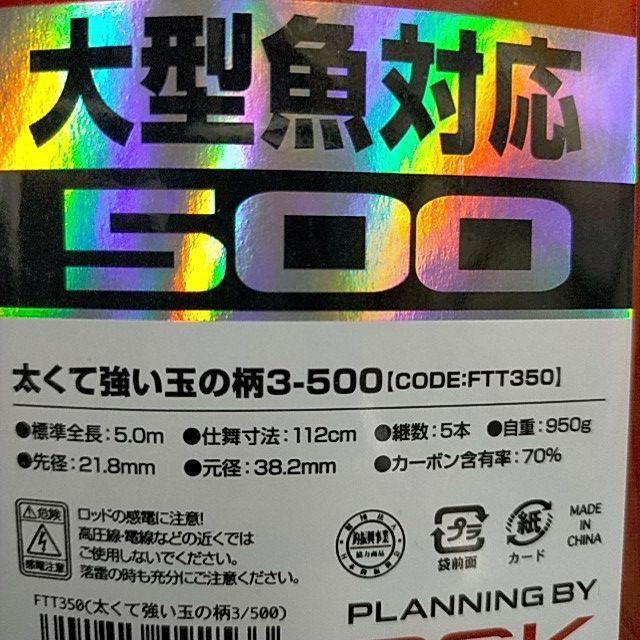 大型魚対応
500
太くて強い玉の柄3-500【CODE:FTT350】
●標準全長:5.0m ●仕舞寸法:112cm ●継数:5本 ●自重:950g
●先径:21.8mm ●元径:38.2mm ●カーボン含有率:70%
⚠危険
感電注意
ロッドの感電に注意!
高圧線・電線などの近くでは
ご使用しないでください。
落雷の時も充分にご注意ください。
プラ
袋前面
紙
カード
MADE
IN
CHINA
FTT350(太くて強い玉の柄3/500)
PLANNING BY